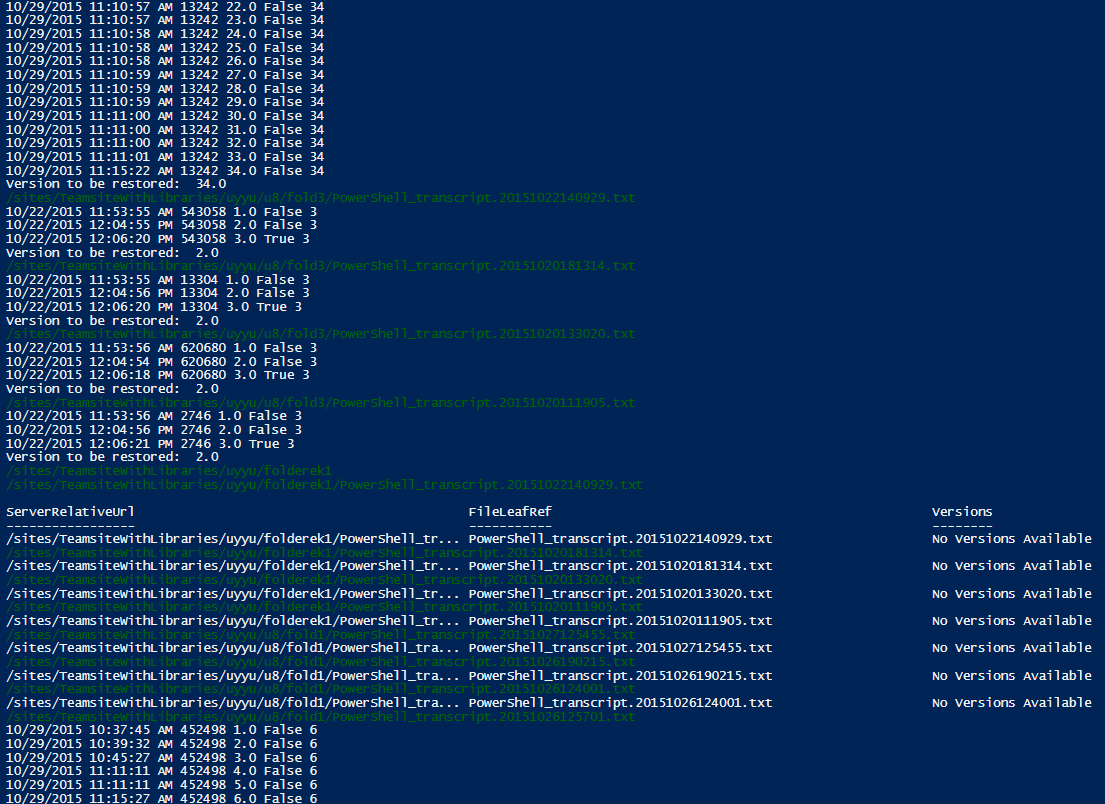 10/29/2015 11:10:57 AM 13242 22.0 False 34
10/29/2015 11:10:57 AM 13242 23.0 False 34
10/29/2015 11:10:58 AM 13242 24.0 False 34
10/29/2015 11:10:58 AM 13242 25.0 False 34
10/29/2015 11:10:58 AM 13242 26.0 False 34
10/29/2015 11:10:59 AM 13242 27.0 False 34
10/29/2015 11:10:59 AM 13242 28.0 False 34
10/29/2015 11:10:59 AM 13242 29.0 False 34
10/29/2015 11:11:00 AM 13242 30.0 False 34
10/29/2015 11:11:00 AM 13242 31.0 False 34
10/29/2015 11:11:00 AM 13242 32.0 False 34
10/29/2015 11:11:01 AM 13242 33.0 False 34
10/29/2015 11:15:22 AM 13242 34.0 False 34
Version to be restored:  34.0
/sites/TeamsiteWithLibraries/uyyu/u8/fold3/PowerShell_transcript.20151022140929.txt
10/22/2015 11:53:55 AM 543058 1.0 False 3
10/22/2015 12:04:55 PM 543058 2.0 False 3
10/22/2015 12:06:20 PM 543058 3.0 True 3
Version to be restored:  2.0
/sites/TeamsiteWithLibraries/uyyu/u8/fold3/PowerShell_transcript.20151020181314.txt
10/22/2015 11:53:55 AM 13304 1.0 False 3
10/22/2015 12:04:56 PM 13304 2.0 False 3
10/22/2015 12:06:20 PM 13304 3.0 True 3
Version to be restored:  2.0
/sites/TeamsiteWithLibraries/uyyu/u8/fold3/PowerShell_transcript.20151020133020.txt
10/22/2015 11:53:56 AM 620680 1.0 False 3
10/22/2015 12:04:54 PM 620680 2.0 False 3
10/22/2015 12:06:18 PM 620680 3.0 True 3
Version to be restored:  2.0
/sites/TeamsiteWithLibraries/uyyu/u8/fold3/PowerShell_transcript.20151020111905.txt
10/22/2015 11:53:56 AM 2746 1.0 False 3
10/22/2015 12:04:56 PM 2746 2.0 False 3
10/22/2015 12:06:21 PM 2746 3.0 True 3
Version to be restored:  2.0
/sites/TeamsiteWithLibraries/uyyu/folderek1
/sites/TeamsiteWithLibraries/uyyu/folderek1/PowerShell_transcript.20151022140929.txt
ServerRelativeUrl FileLeafRef Versions
----------------- ----------- --------
/sites/TeamsiteWithLibraries/uyyu/folderek1/PowerShell_tr... PowerShell_transcript.20151022140929.txt No Versions Available
/sites/TeamsiteWithLibraries/uyyu/folderek1/PowerShell_transcript.20151020181314.txt
/sites/TeamsiteWithLibraries/uyyu/folderek1/PowerShell_tr... PowerShell_transcript.20151020181314.txt No Versions Available
/sites/TeamsiteWithLibraries/uyyu/folderek1/PowerShell_transcript.20151020133020.txt
/sites/TeamsiteWithLibraries/uyyu/folderek1/PowerShell_tr... PowerShell_transcript.20151020133020.txt No Versions Available
/sites/TeamsiteWithLibraries/uyyu/folderek1/PowerShell_transcript.20151020111905.txt
/sites/TeamsiteWithLibraries/uyyu/folderek1/PowerShell_tr... PowerShell_transcript.20151020111905.txt No Versions Available
/sites/TeamsiteWithLibraries/uyyu/u8/fold1/PowerShell_transcript.20151027125455.txt
/sites/TeamsiteWithLibraries/uyyu/u8/fold1/PowerShell_tra... PowerShell_transcript.20151027125455.txt No Versions Available
/sites/TeamsiteWithLibraries/uyyu/u8/fold1/PowerShell_transcript.20151026190215.txt
/sites/TeamsiteWithLibraries/uyyu/u8/fold1/PowerShell_tra... PowerShell_transcript.20151026190215.txt No Versions Available
/sites/TeamsiteWithLibraries/uyyu/u8/fold1/PowerShell_transcript.20151026124001.txt
/sites/TeamsiteWithLibraries/uyyu/u8/fold1/PowerShell_tra... PowerShell_transcript.20151026124001.txt No Versions Available
/sites/TeamsiteWithLibraries/uyyu/u8/fold1/PowerShell_transcript.20151026125701.txt
10/29/2015 10:37:45 AM 452498 1.0 False 6
10/29/2015 10:39:32 AM 452498 2.0 False 6
10/29/2015 10:45:27 AM 452498 3.0 False 6
10/29/2015 11:11:11 AM 452498 4.0 False 6
10/29/2015 11:11:11 AM 452498 5.0 False 6
10/29/2015 11:15:27 AM 452498 6.0 False 6